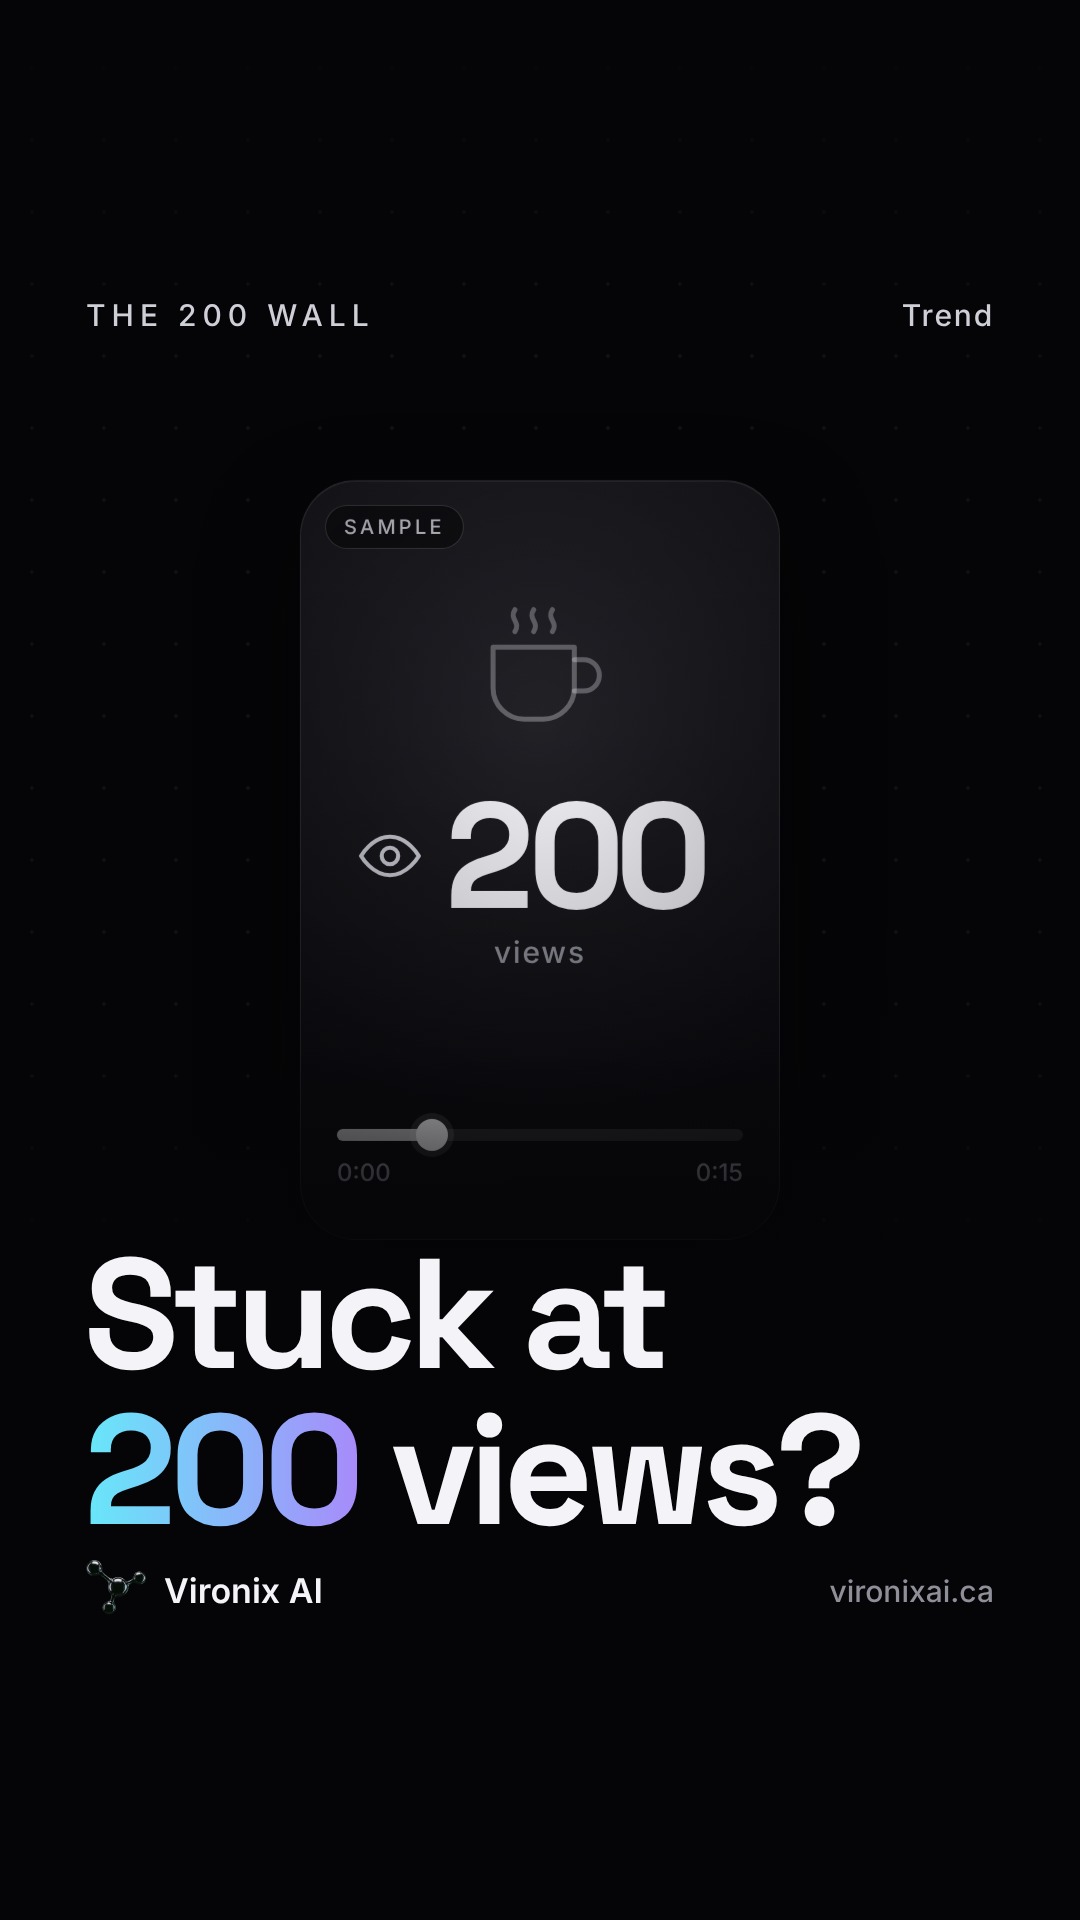 THE 200 WALL
Trend
SAMPLE
200
views
0:00
0:15
Stuck at
200 views?
Vironix AI
vironixai.ca